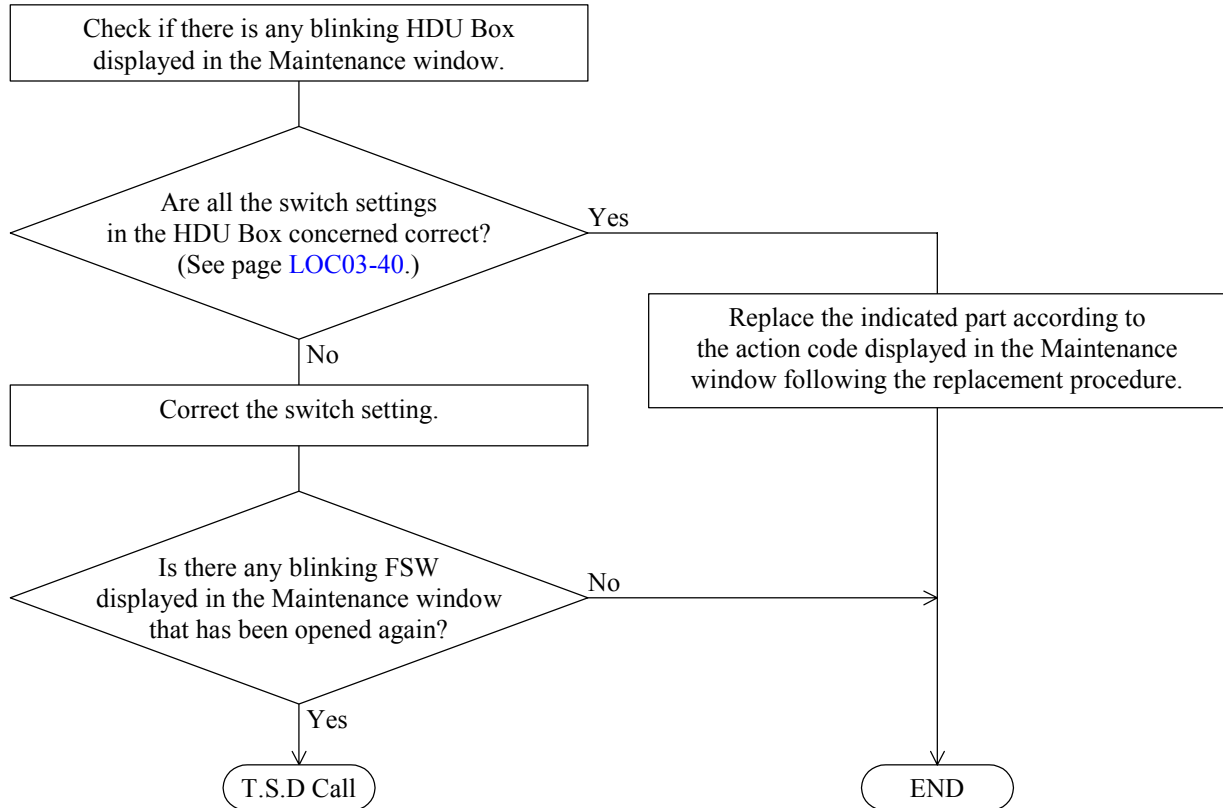 Check if there is any blinking HDU Box
displayed in the Maintenance window.
Are all the switch settings
in the HDU Box concerned correct?
(See page LOC03-40.)
Yes
No
Replace the indicated part according to
the action code displayed in the Maintenance
window following the replacement procedure.
Correct the switch setting.
Is there any blinking FSW
displayed in the Maintenance window
that has been opened again?
No
Yes
T.S.D Call
END